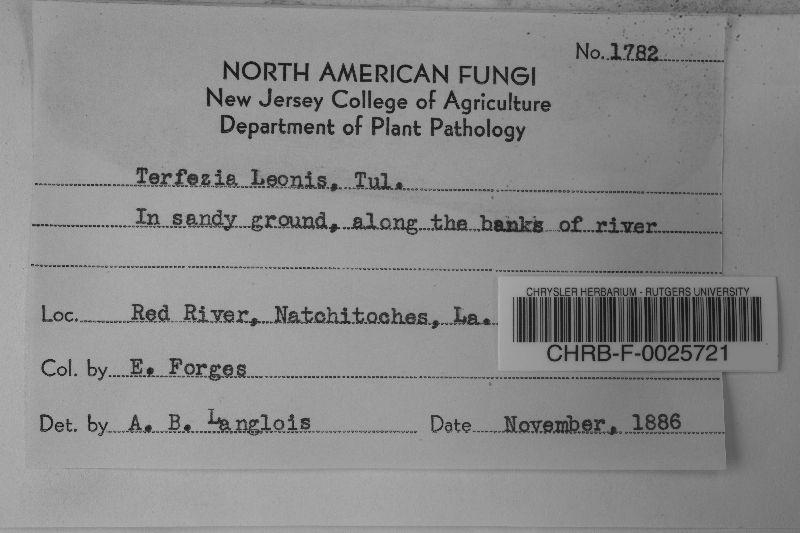 No. 1782
NORTH AMERICAN FUNGI
New Jersey College of Agriculture
Department of Plant Pathology
Terfezia Leonis, Tul.
In sandy ground, along the banks of river
Loc. Red River, Natchitoches, La.
CHRYSLER HERBARIUM - RUTGERS UNIVERSITY
CHRB-F-0025721
Col. by E. Forges
Det. by A. B. Langlois Date November, 1886